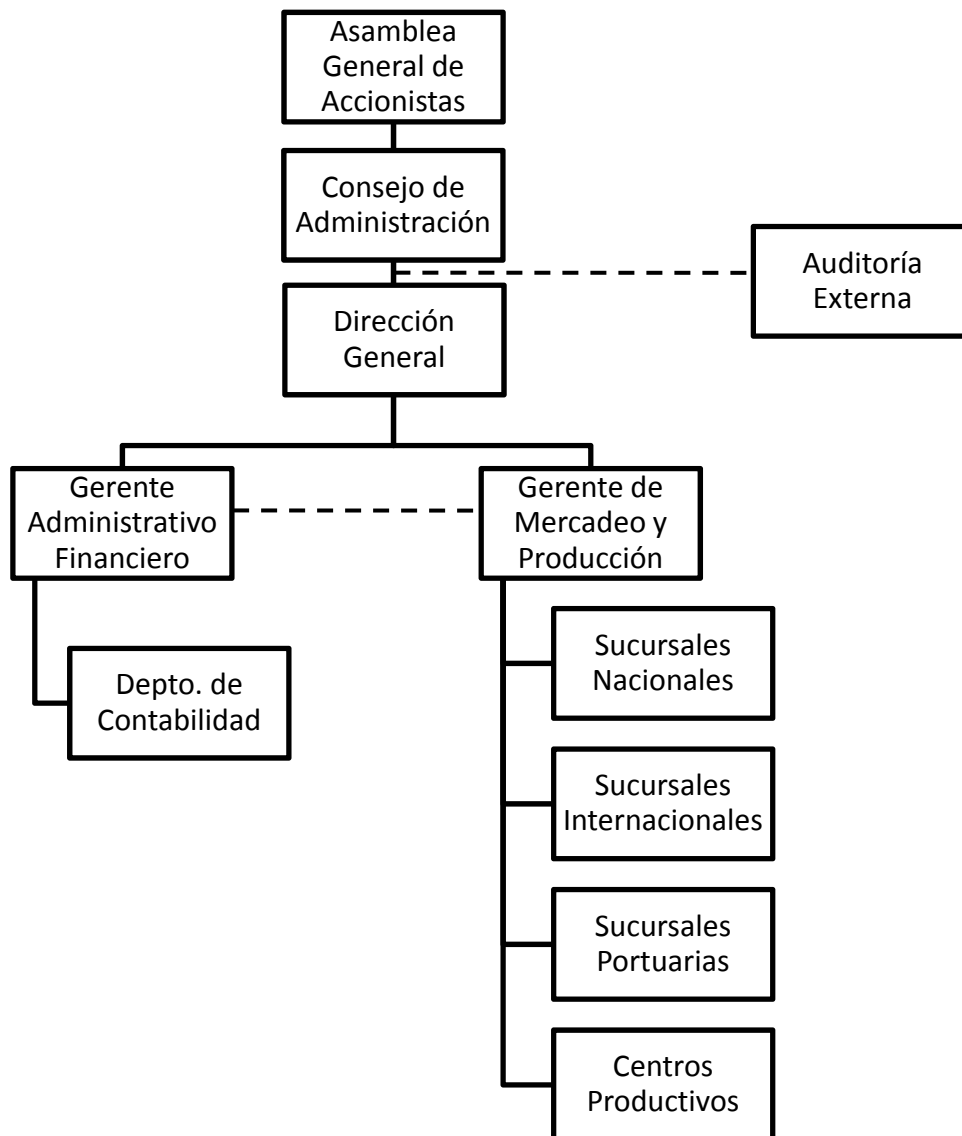 Asamblea
General de
Accionistas
Consejo de
Administración
Auditoría
Externa
Dirección
General
Gerente
Administrativo
Financiero
Gerente de
Mercadeo y
Producción
Depto. de
Contabilidad
Sucursales
Nacionales
Sucursales
Internacionales
Sucursales
Portuarias
Centros
Productivos